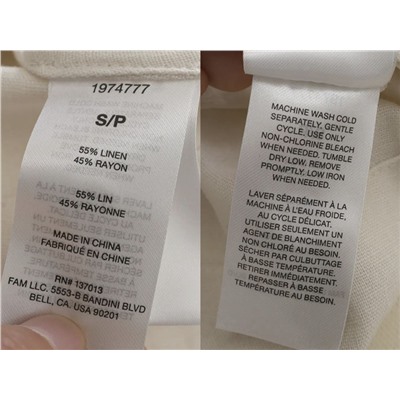 1974777
S/P
55% LINEN
45% RAYON
55% LIN
45% RAYONNE
MADE IN CHINA
FABRIQUÉ EN CHINE
RN# 137013
FAM LLC. 5553-B BANDINI BLVD
BELL, CA. USA 90201
MACHINE WASH COLD
SEPARATELY, GENTLE
CYCLE. USE ONLY
NON-CHLORINE BLEACH
WHEN NEEDED. TUMBLE
DRY LOW. REMOVE
PROMPTLY, LOW IRON
WHEN NEEDED.
LAVER SÉPARÉMENT À LA
MACHINE À L'EAU FROIDE,
AU CYCLE DÉLICAT.
UTILISER SEULEMENT UN
AGENT DE BLANCHIMENT
NON CHLORÉ AU BESOIN.
SÉCHER PAR CULBUTTAGE
À BASSE TEMPÉRATURE.
RETIRER IMMÉDIATEMENT.
REPASSER À BASSE
TEMPÉRATURE AU BESOIN.